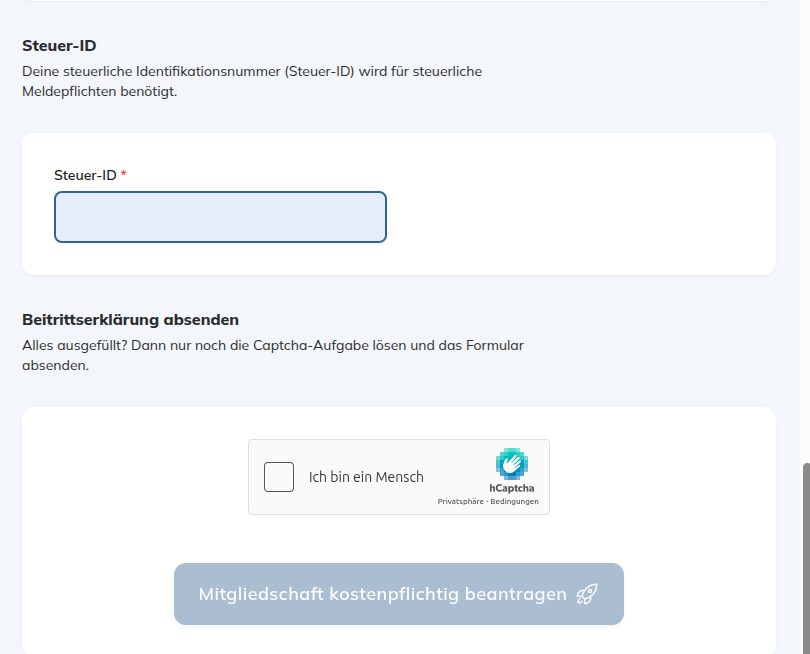 Steuer-ID
Deine steuerliche Identifikationsnummer (Steuer-ID) wird für steuerliche
Meldepflichten benötigt.
Steuer-ID *
Beitrittserklärung absenden
Alles ausgefüllt? Dann nur noch die Captcha-Aufgabe lösen und das Formular
absenden.
Ich bin ein Mensch
hCaptcha
Privatsphäre - Bedingungen
Mitgliedschaft kostenpflichtig beantragen